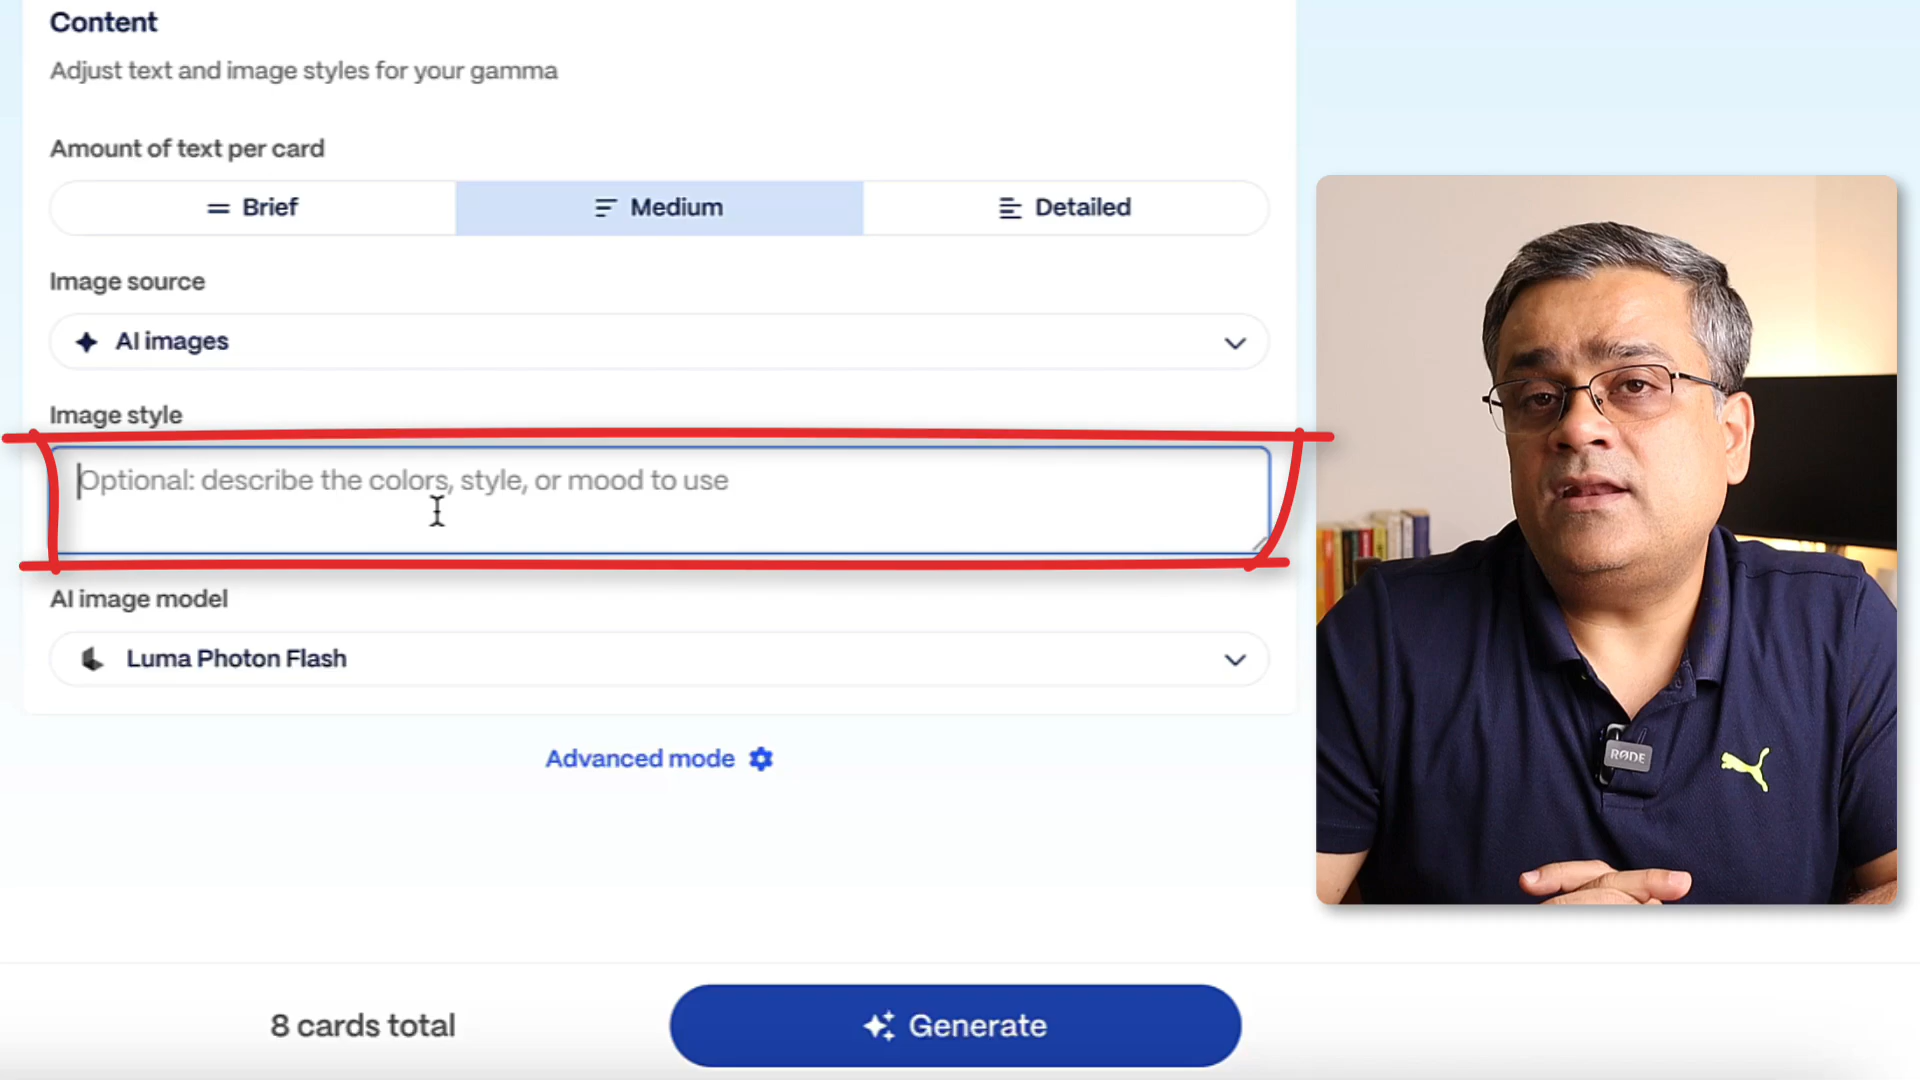 Content
Adjust text and image styles for your gamma
Amount of text per card
Brief
Medium
Detailed
Image source
AI images
Image style
Optional: describe the colors, style, or mood to use
AI image model
Luma Photon Flash
Advanced mode
RØDE
8 cards total
Generate